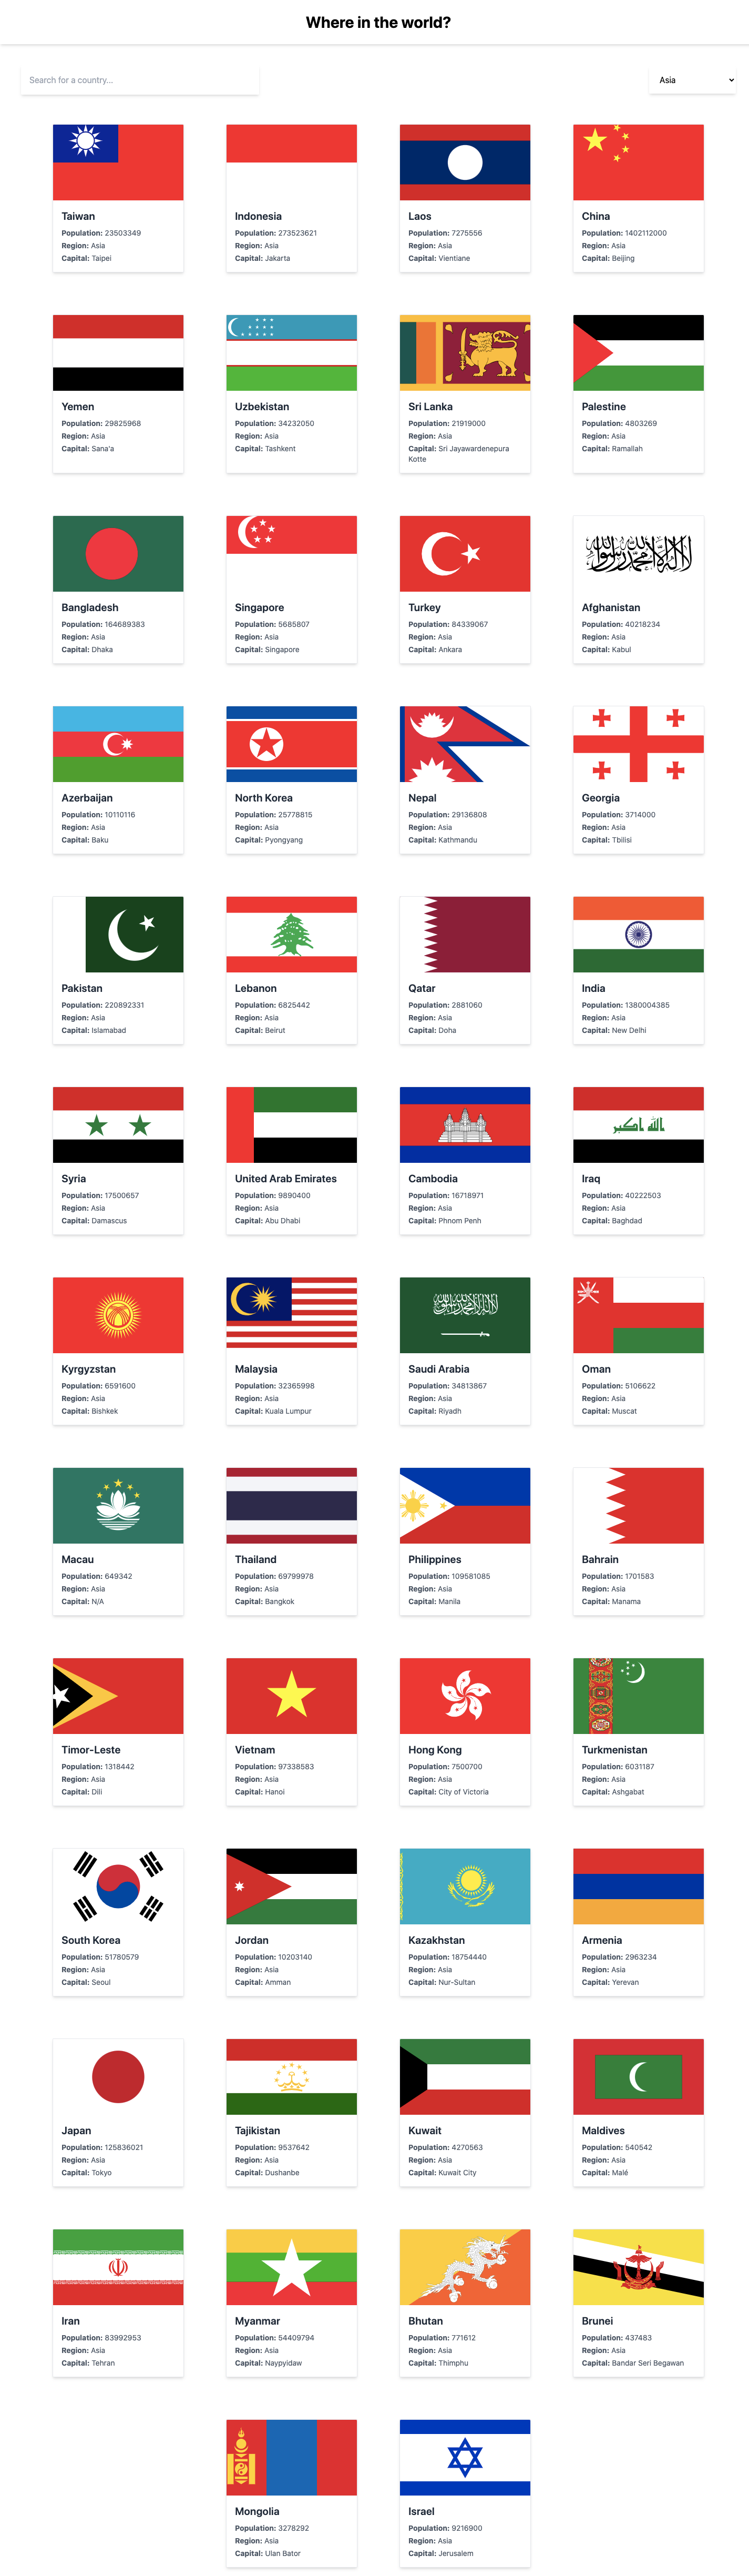 Where in the world?
Search for a country...
Asia
Taiwan
Population: 23503349
Region: Asia
Capital: Taipei
Indonesia
Population: 273523621
Region: Asia
Capital: Jakarta
Laos
Population: 7275556
Region: Asia
Capital: Vientiane
China
Population: 1402112000
Region: Asia
Capital: Beijing
Yemen
Population: 29825968
Region: Asia
Capital: Sana'a
Uzbekistan
Population: 34232050
Region: Asia
Capital: Tashkent
Sri Lanka
Population: 21919000
Region: Asia
Capital: Sri Jayawardenepura
Kotte
Palestine
Population: 4803269
Region: Asia
Capital: Ramallah
Bangladesh
Population: 164689383
Region: Asia
Capital: Dhaka
Singapore
Population: 5685807
Region: Asia
Capital: Singapore
Turkey
Population: 84339067
Region: Asia
Capital: Ankara
لا إله إلا الله محمد رسول الله
Afghanistan
Population: 40218234
Region: Asia
Capital: Kabul
Azerbaijan
Population: 10110116
Region: Asia
Capital: Baku
North Korea
Population: 25778815
Region: Asia
Capital: Pyongyang
Nepal
Population: 29136808
Region: Asia
Capital: Kathmandu
Georgia
Population: 3714000
Region: Asia
Capital: Tbilisi
Pakistan
Population: 220892331
Region: Asia
Capital: Islamabad
Lebanon
Population: 6825442
Region: Asia
Capital: Beirut
Qatar
Population: 2881060
Region: Asia
Capital: Doha
India
Population: 1380004385
Region: Asia
Capital: New Delhi
Syria
Population: 17500657
Region: Asia
Capital: Damascus
United Arab Emirates
Population: 9890400
Region: Asia
Capital: Abu Dhabi
Cambodia
Population: 16718971
Region: Asia
Capital: Phnom Penh
الله اكبر
Iraq
Population: 40222503
Region: Asia
Capital: Baghdad
Kyrgyzstan
Population: 6591600
Region: Asia
Capital: Bishkek
Malaysia
Population: 32365998
Region: Asia
Capital: Kuala Lumpur
لا إله إلا الله محمد رسول الله
Saudi Arabia
Population: 34813867
Region: Asia
Capital: Riyadh
Oman
Population: 5106622
Region: Asia
Capital: Muscat
Macau
Population: 649342
Region: Asia
Capital: N/A
Thailand
Population: 69799978
Region: Asia
Capital: Bangkok
Philippines
Population: 109581085
Region: Asia
Capital: Manila
Bahrain
Population: 1701583
Region: Asia
Capital: Manama
Timor-Leste
Population: 1318442
Region: Asia
Capital: Dili
Vietnam
Population: 97338583
Region: Asia
Capital: Hanoi
Hong Kong
Population: 7500700
Region: Asia
Capital: City of Victoria
Turkmenistan
Population: 6031187
Region: Asia
Capital: Ashgabat
South Korea
Population: 51780579
Region: Asia
Capital: Seoul
Jordan
Population: 10203140
Region: Asia
Capital: Amman
Kazakhstan
Population: 18754440
Region: Asia
Capital: Nur-Sultan
Armenia
Population: 2963234
Region: Asia
Capital: Yerevan
Japan
Population: 125836021
Region: Asia
Capital: Tokyo
Tajikistan
Population: 9537642
Region: Asia
Capital: Dushanbe
Kuwait
Population: 4270563
Region: Asia
Capital: Kuwait City
Maldives
Population: 540542
Region: Asia
Capital: Malé
Iran
Population: 83992953
Region: Asia
Capital: Tehran
Myanmar
Population: 54409794
Region: Asia
Capital: Naypyidaw
Bhutan
Population: 771612
Region: Asia
Capital: Thimphu
Brunei
Population: 437483
Region: Asia
Capital: Bandar Seri Begawan
Mongolia
Population: 3278292
Region: Asia
Capital: Ulan Bator
Israel
Population: 9216900
Region: Asia
Capital: Jerusalem